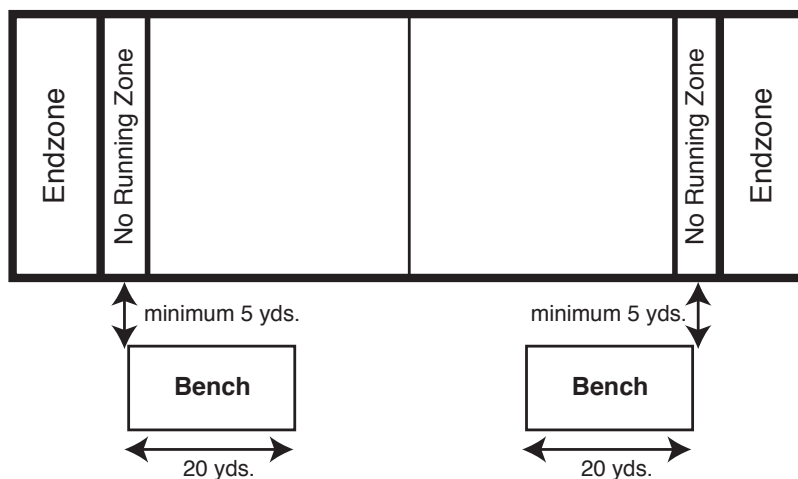 Endzone
No Running Zone
No Running Zone
Endzone
minimum 5 yds.
minimum 5 yds.
Bench
Bench
20 yds.
20 yds.